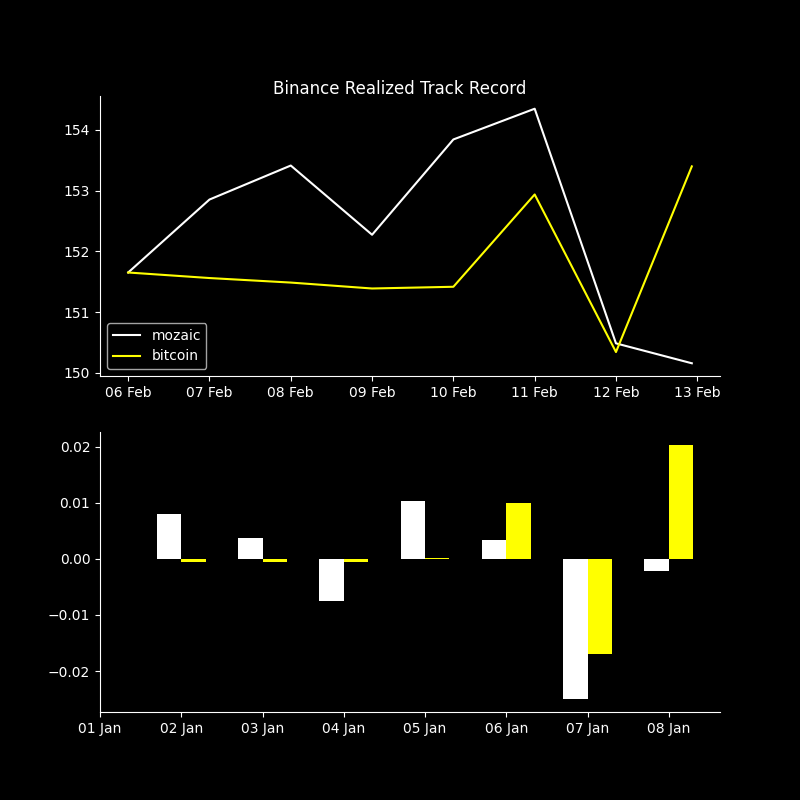 Binance Realized Track Record
154
153
152
151
150
mozaic
bitcoin
06 Feb 07 Feb 08 Feb 09 Feb 10 Feb 11 Feb 12 Feb 13 Feb
0.02
0.01
0.00
−0.01
−0.02
01 Jan 02 Jan 03 Jan 04 Jan 05 Jan 06 Jan 07 Jan 08 Jan